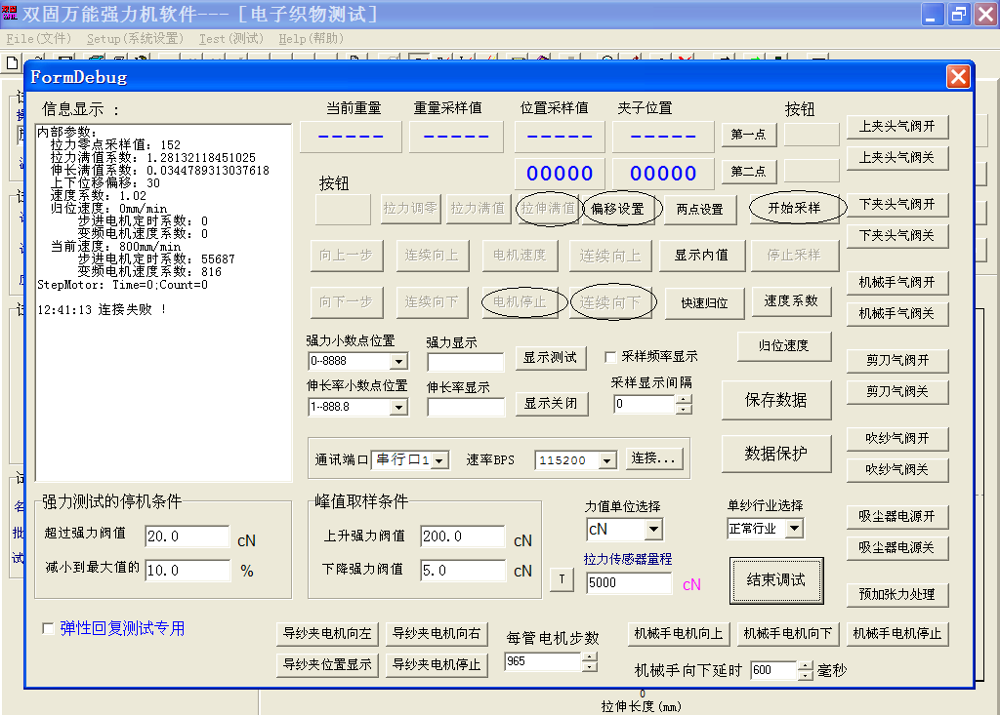 双固万能强力机软件---［电子织物测试］
File(文件) Setup(系统设置) Test(测试) Help(帮助)
FormDebug
信息显示 :
内部参数:
拉力零点采样值: 152
拉力满值系数: 1.28132118451025
伸长满值系数: 0.0344789313037618
上下位移偏移: 30
速度系数: 1.02
归位速度: 0mm/min
步进电机定时系数: 0
变频电机速度系数: 0
当前速度: 800mm/min
步进电机定时系数: 55687
变频电机速度系数: 816
StepMotor: Time=0;Count=0
12:41:13 连接失败 !
当前重量 重量采样值 位置采样值 夹子位置 按钮
----- ----- ----- ----- 第一点
00000 00000 第二点
按钮
拉力调零 拉力满值 拉伸满值 偏移设置 两点设置 开始采样
向上一步 连续向上 电机速度 连续向上 显示内值 停止采样
向下一步 连续向下 电机停止 连续向下 快速归位 速度系数
强力小数点位置 强力显示
0--8888 显示测试 采样频率显示 归位速度
伸长率小数点位置 伸长率显示 采样显示间隔
1--888.8 显示关闭 0 保存数据
通讯端口 串行口1 速率BPS 115200 连接... 数据保护
上夹头气阀开
上夹头气阀关
下夹头气阀开
下夹头气阀关
机械手气阀开
机械手气阀关
剪刀气阀开
剪刀气阀关
吹纱气阀开
吹纱气阀关
吸尘器电源开
吸尘器电源关
预加张力处理
强力测试的停机条件
超过强力阀值 20.0 cN
减小到最大值的 10.0 %
峰值取样条件
上升强力阀值 200.0 cN
下降强力阀值 5.0 cN
T
力值单位选择
cN
拉力传感器量程
5000 cN
单纱行业选择
正常行业
结束调试
弹性回复测试专用
导纱夹电机向左 导纱夹电机向右 每管电机步数 机械手电机向上 机械手电机向下 机械手电机停止
导纱夹位置显示 导纱夹电机停止 965 机械手向下延时 600 毫秒
0
拉伸长度(mm)